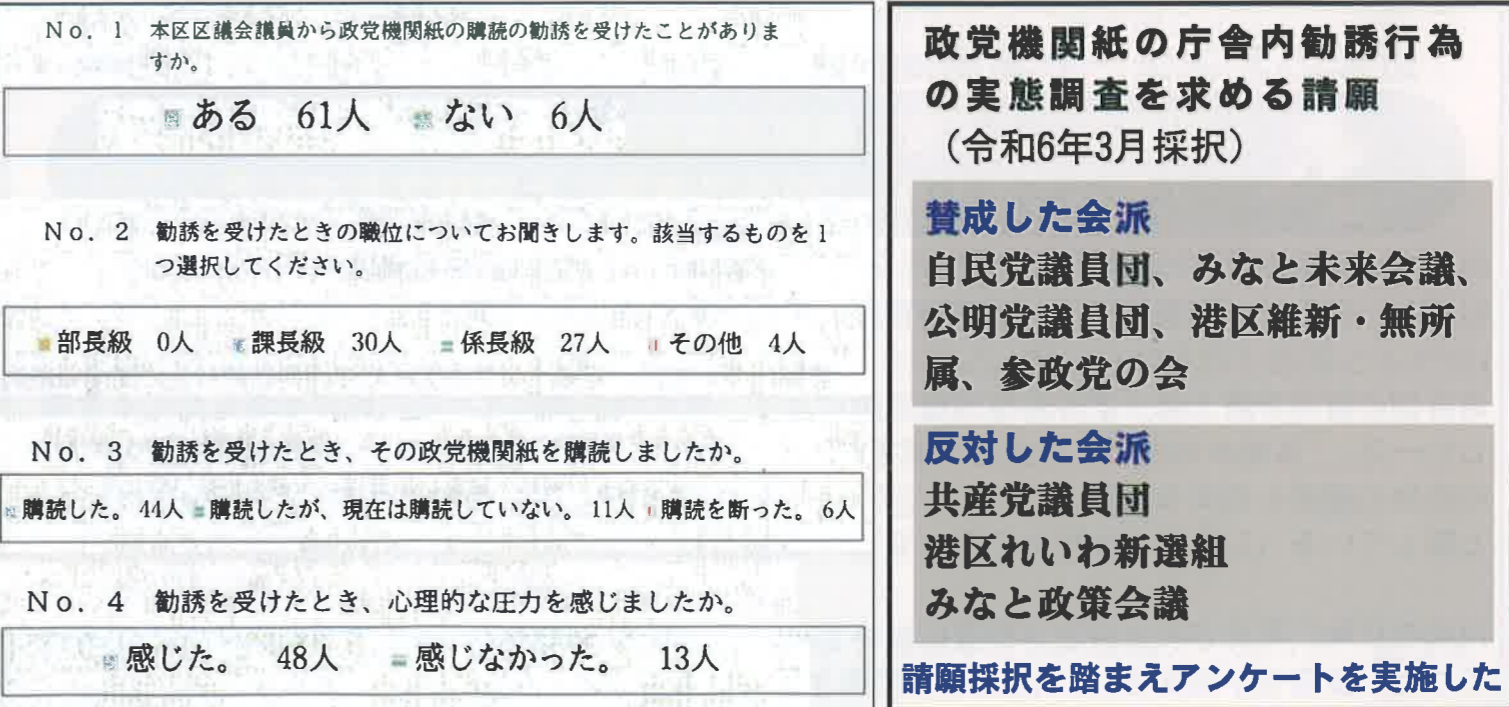 No. 1 本区区議会議員から政党機関紙の購読の勧誘を受けたことがありま
すか。
ある 61人 ない 6人
No. 2 勧誘を受けたときの職位についてお聞きします。該当するものを1
つ選択してください。
部長級 0人 課長級 30人 係長級 27人 その他 4人
No. 3 勧誘を受けたとき、その政党機関紙を購読しましたか。
購読した。 44人 購読したが、現在は購読していない。 11人 購読を断った。 6人
No. 4 勧誘を受けたとき、心理的な圧力を感じましたか。
感じた。 48人 感じなかった。 13人
政党機関紙の庁舎内勧誘行為
の実態調査を求める請願
（令和6年3月採択）
賛成した会派
自民党議員団、みなと未来会議、
公明党議員団、港区維新・無所
属、参政党の会
反対した会派
共産党議員団
港区れいわ新選組
みなと政策会議
請願採択を踏まえアンケートを実施した